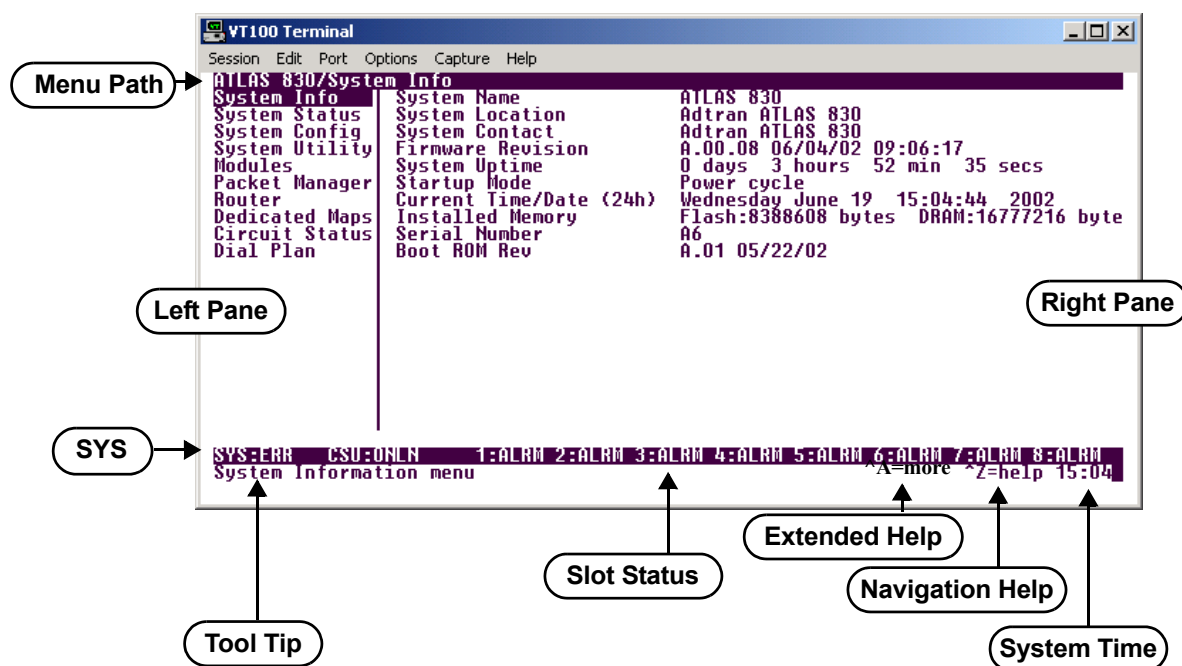 VT100 Terminal
Session Edit Port Options Capture Help
Menu Path
ATLAS 830/System Info
System Info System Name ATLAS 830
System Status System Location Adtran ATLAS 830
System Config System Contact Adtran ATLAS 830
System Utility Firmware Revision A.00.08 06/04/02 09:06:17
Modules System Uptime 0 days 3 hours 52 min 35 secs
Packet Manager Startup Mode Power cycle
Router Current Time/Date (24h) Wednesday June 19 15:04:44 2002
Dedicated Maps Installed Memory Flash:8388608 bytes DRAM:16777216 byte
Circuit Status Serial Number A6
Dial Plan Boot ROM Rev A.01 05/22/02
Left Pane
Right Pane
SYS
SYS:ERR CSU:ONLN 1:ALRM 2:ALRM 3:ALRM 4:ALRM 5:ALRM 6:ALRM 7:ALRM 8:ALRM
System Information menu ^A=more ^Z=help 15:04
Extended Help
Slot Status
Navigation Help
Tool Tip
System Time